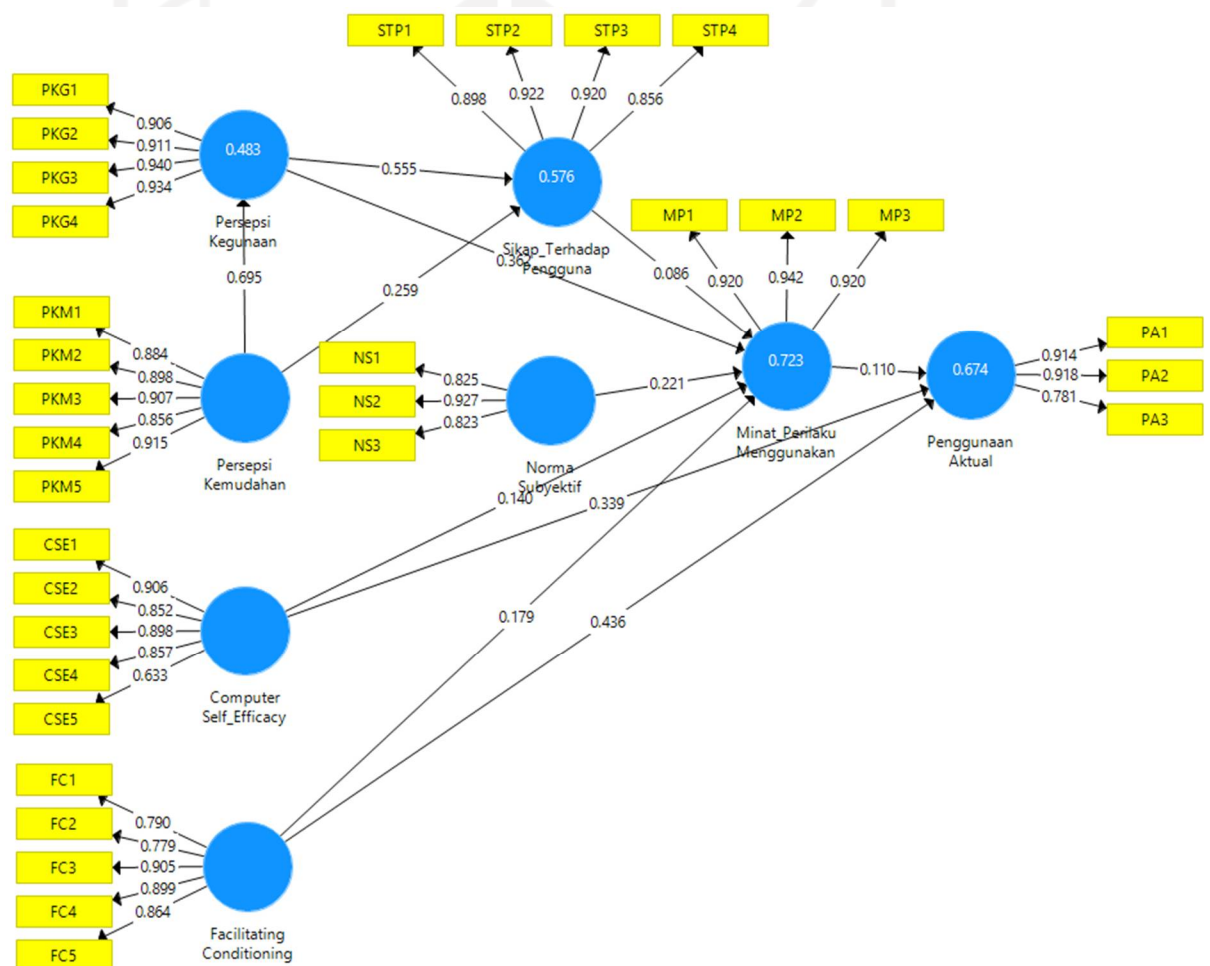 STP1
STP2
STP3
STP4
0.898
0.922
0.920
0.856
PKG1
PKG2
PKG3
PKG4
0.906
0.911
0.940
0.934
0.483
Persepsi
Kegunaan
0.555
0.576
Sikap_Terhadap
Pengguna
0.362
0.695
0.259
0.086
MP1
MP2
MP3
0.920
0.942
0.920
PKM1
PKM2
PKM3
PKM4
PKM5
0.884
0.898
0.907
0.856
0.915
Persepsi
Kemudahan
NS1
NS2
NS3
0.825
0.927
0.823
Norma
Subyektif
0.221
0.723
Minat_Perilaku
Menggunakan
0.110
0.674
Penggunaan
Aktual
0.914
0.918
0.781
PA1
PA2
PA3
0.140
0.339
CSE1
CSE2
CSE3
CSE4
CSE5
0.906
0.852
0.898
0.857
0.633
Computer
Self_Efficacy
0.179
0.436
FC1
FC2
FC3
FC4
FC5
0.790
0.779
0.905
0.899
0.864
Facilitating
Conditioning